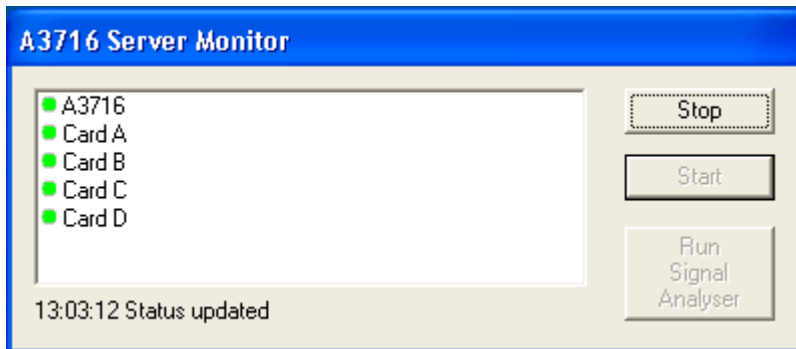 A3716 Server Monitor
A3716
Card A
Card B
Card C
Card D
13:03:12 Status updated
Stop
Start
Run
Signal
Analyser